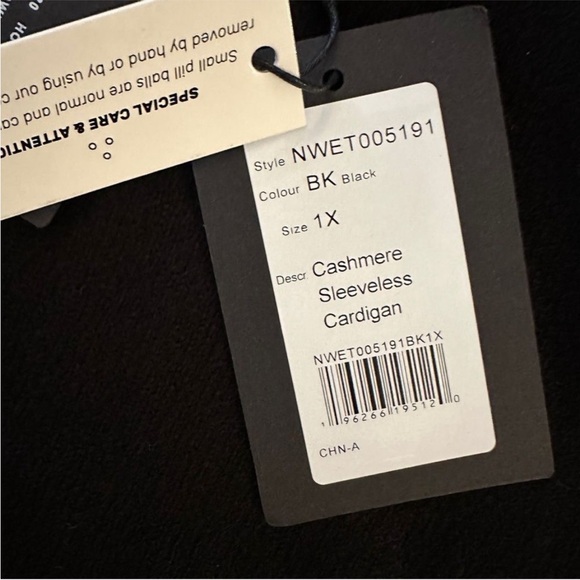 SPECIAL CARE & ATTENTIO
Small pill balls are normal and ca
removed by hand or by using our c
Style NWET005191
Colour BK Black
Size 1X
Descr. Cashmere
Sleeveless
Cardigan
NWET005191BK1X
1 96266 19512 0
CHN-A